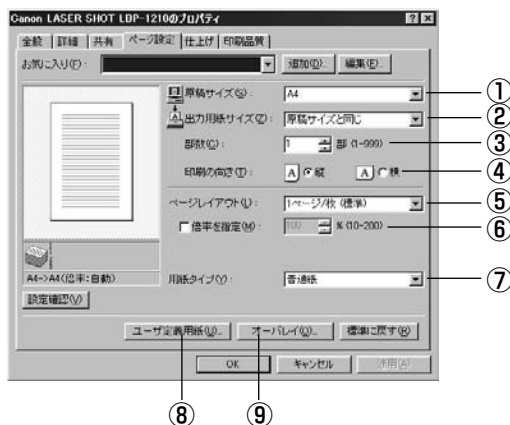 Canon LASER SHOT LBP-1210のプロパティ
全般 詳細 共有 ページ設定 仕上げ 印刷品質
お気に入り(F): 追加(D)... 編集(E)...
原稿サイズ(S): A4 ①
出力用紙サイズ(Z): 原稿サイズと同じ ②
部数(C): 1 部 (1-999) ③
印刷の向き(T): A 縦 A 横 ④
ページレイアウト(L): 1ページ/枚 (標準) ⑤
倍率を指定(M): 100 % (10-200) ⑥
A4->A4(倍率:自動) 用紙タイプ(Y): 普通紙 ⑦
設定確認(V)
ユーザ定義用紙(U)... オーバレイ(O)... 標準に戻す(R)
OK キャンセル 適用(A)
⑧ ⑨